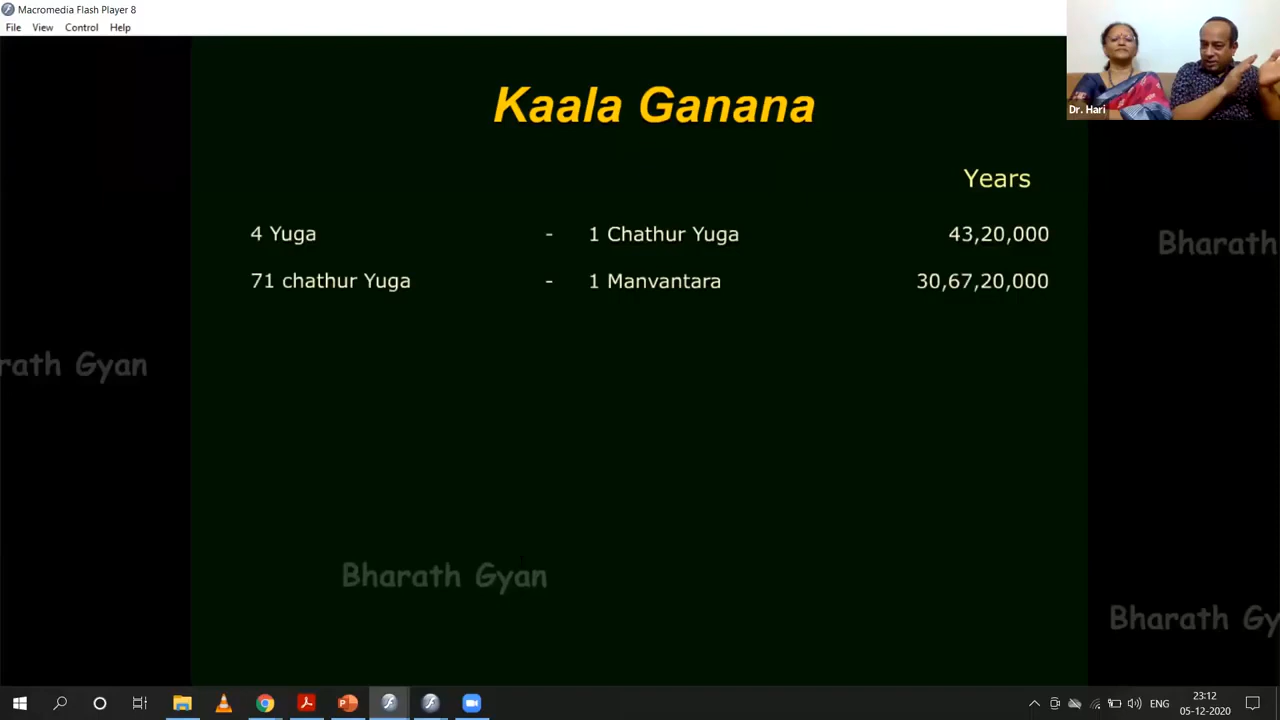 Macromedia Flash Player 8
File View Control Help
Dr. Hari
Kaala Ganana
Years
4 Yuga - 1 Chathur Yuga 43,20,000
71 chathur Yuga - 1 Manvantara 30,67,20,000
Bharath
rath Gyan
Bharath Gyan
Bharath Gy
ENG
23:12
05-12-2020